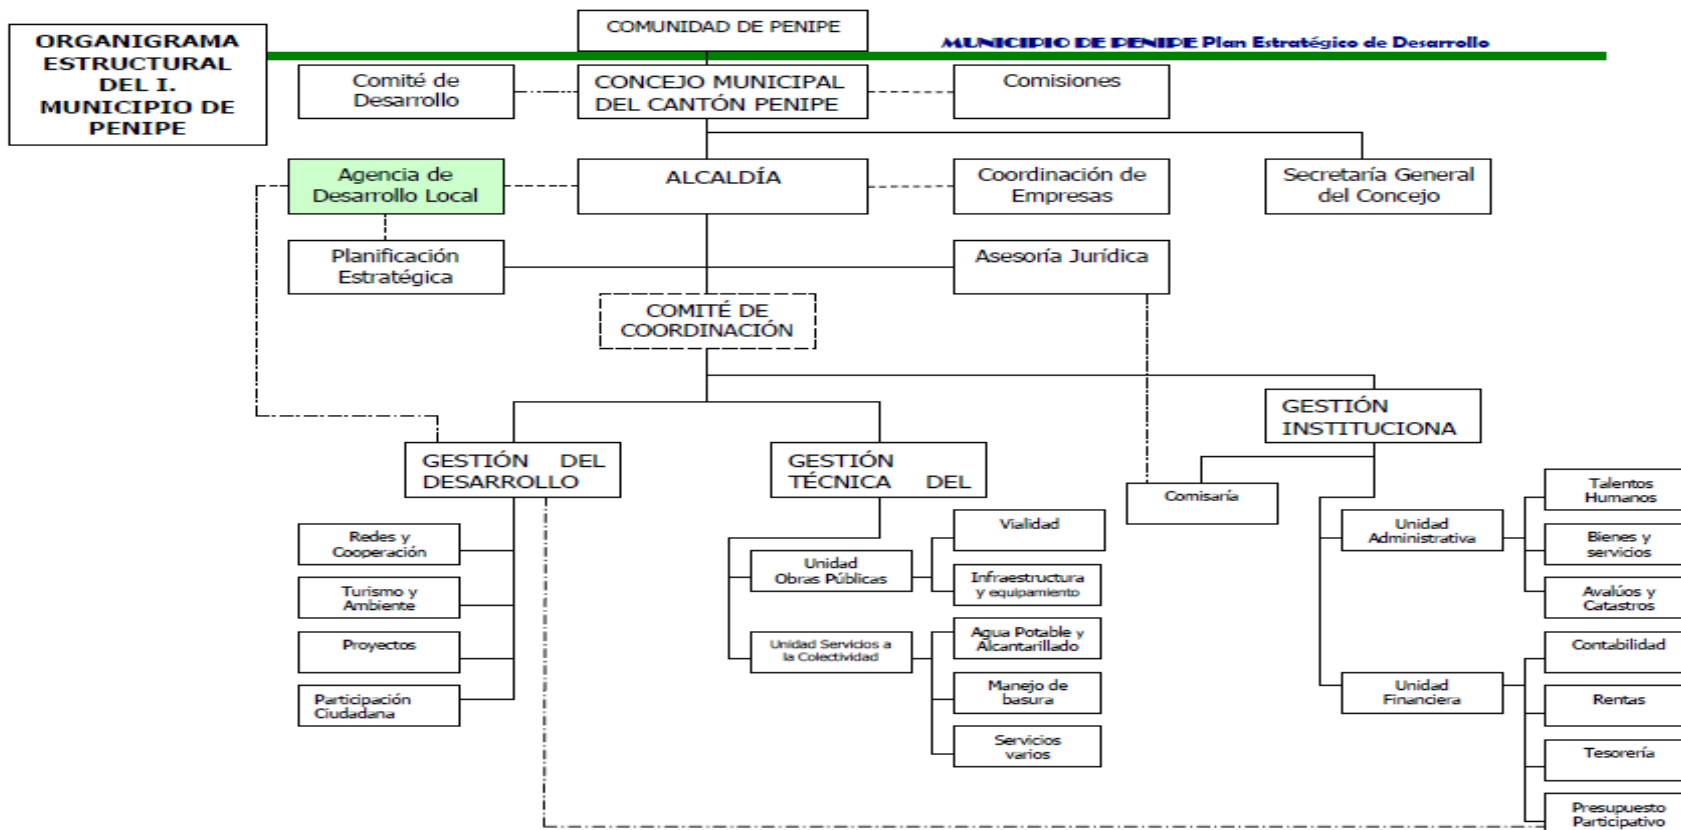 ORGANIGRAMA
ESTRUCTURAL
DEL I.
MUNICIPIO DE
PENIPE
COMUNIDAD DE PENIPE
MUNICIPIO DE PENIPE Plan Estratégico de Desarrollo
Comité de
Desarrollo
CONCEJO MUNICIPAL
DEL CANTÓN PENIPE
Comisiones
Agencia de
Desarrollo Local
ALCALDÍA
Coordinación de
Empresas
Secretaría General
del Concejo
Planificación
Estratégica
Asesoría Jurídica
COMITÉ DE
COORDINACIÓN
GESTIÓN DEL
DESARROLLO
GESTIÓN
TÉCNICA DEL
GESTIÓN
INSTITUCIONA
Redes y
Cooperación
Turismo y
Ambiente
Proyectos
Participación
Ciudadana
Unidad
Obras Públicas
Unidad Servicios a
la Colectividad
Vialidad
Infraestructura
y equipamiento
Agua Potable y
Alcantarillado
Manejo de
basura
Servicios
varios
Comisaría
Unidad
Administrativa
Unidad
Financiera
Talentos
Humanos
Bienes y
servicios
Avalúos y
Catastros
Contabilidad
Rentas
Tesorería
Presupuesto
Participativo